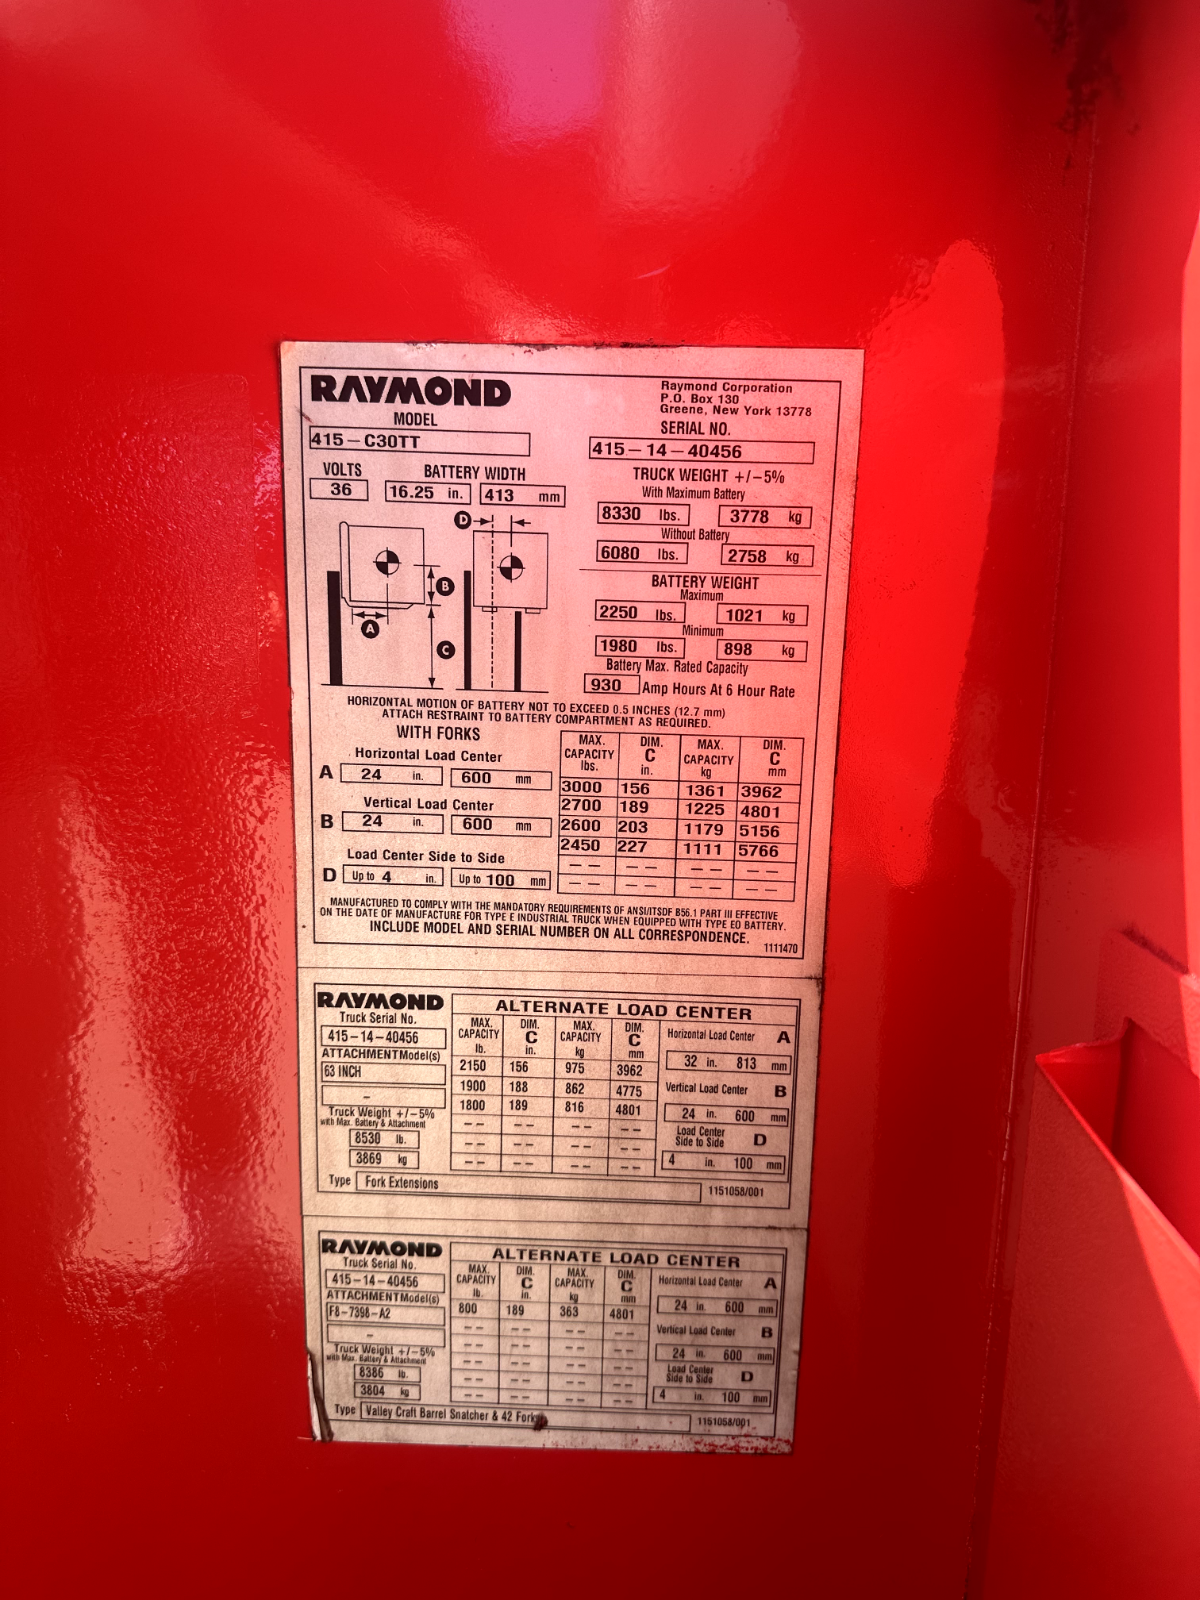 RAYMOND
Raymond Corporation
P.O. Box 130
Greene, New York 13778
MODEL
415-C30TT
SERIAL NO.
415-14-40456
VOLTS
36
BATTERY WIDTH
16.25 in. 413 mm
TRUCK WEIGHT +/-5%
With Maximum Battery
8330 lbs. 3778 kg
Without Battery
6080 lbs. 2758 kg
BATTERY WEIGHT
Maximum
2250 lbs. 1021 kg
Minimum
1980 lbs. 898 kg
Battery Max. Rated Capacity
930 Amp Hours At 6 Hour Rate
D
B
A
C
HORIZONTAL MOTION OF BATTERY NOT TO EXCEED 0.5 INCHES (12.7 mm)
ATTACH RESTRAINT TO BATTERY COMPARTMENT AS REQUIRED.
WITH FORKS
Horizontal Load Center
A 24 in. 600 mm
Vertical Load Center
B 24 in. 600 mm
Load Center Side to Side
D Up to 4 in. Up to 100 mm
MAX. CAPACITY lbs. DIM. C in. MAX. CAPACITY kg DIM. C mm
3000 156 1361 3962
2700 189 1225 4801
2600 203 1179 5156
2450 227 1111 5766
-- -- -- --
-- -- -- --
MANUFACTURED TO COMPLY WITH THE MANDATORY REQUIREMENTS OF ANSI/ITSDF B56.1 PART III EFFECTIVE
ON THE DATE OF MANUFACTURE FOR TYPE E INDUSTRIAL TRUCK WHEN EQUIPPED WITH TYPE EO BATTERY.
INCLUDE MODEL AND SERIAL NUMBER ON ALL CORRESPONDENCE.
1111470
RAYMOND
Truck Serial No.
415-14-40456
ATTACHMENT Model(s)
63 INCH
-
Truck Weight +/-5%
with Max. Battery & Attachment
8530 lb.
3869 kg
ALTERNATE LOAD CENTER
MAX. CAPACITY lb. DIM. C in. MAX. CAPACITY kg DIM. C mm
2150 156 975 3962
1900 188 862 4775
1800 189 816 4801
-- -- -- --
-- -- -- --
-- -- -- --
Horizontal Load Center A
32 in. 813 mm
Vertical Load Center B
24 in. 600 mm
Load Center
Side to Side D
4 in. 100 mm
Type Fork Extensions
1151058/001
RAYMOND
Truck Serial No.
415-14-40456
ATTACHMENT Model(s)
F8-7398-A2
-
Truck Weight +/-5%
with Max. Battery & Attachment
8386 lb.
3804 kg
ALTERNATE LOAD CENTER
MAX. CAPACITY lb. DIM. C in. MAX. CAPACITY kg DIM. C mm
800 189 363 4801
-- -- -- --
-- -- -- --
-- -- -- --
-- -- -- --
-- -- -- --
Horizontal Load Center A
24 in. 600 mm
Vertical Load Center B
24 in. 600 mm
Load Center
Side to Side D
4 in. 100 mm
Type Valley Craft Barrel Snatcher & 42 Fork
1151058/001